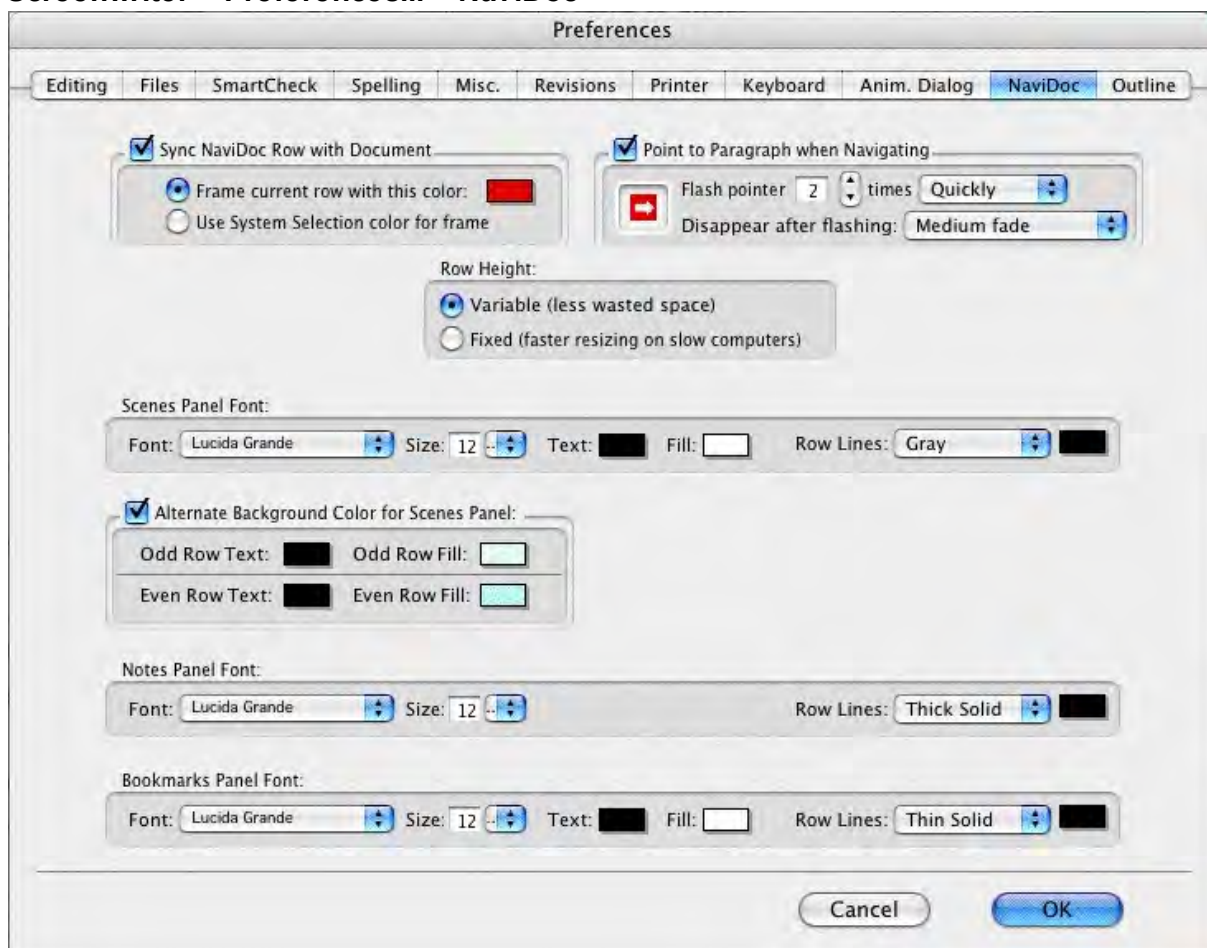 Preferences
Editing Files SmartCheck Spelling Misc. Revisions Printer Keyboard Anim. Dialog NaviDoc Outline
Sync NaviDoc Row with Document
Frame current row with this color:
Use System Selection color for frame
Point to Paragraph when Navigating
Flash pointer 2 times Quickly
Disappear after flashing: Medium fade
Row Height:
Variable (less wasted space)
Fixed (faster resizing on slow computers)
Scenes Panel Font:
Font: Lucida Grande Size: 12 Text: Fill: Row Lines: Gray
Alternate Background Color for Scenes Panel:
Odd Row Text: Odd Row Fill:
Even Row Text: Even Row Fill:
Notes Panel Font:
Font: Lucida Grande Size: 12 Row Lines: Thick Solid
Bookmarks Panel Font:
Font: Lucida Grande Size: 12 Text: Fill: Row Lines: Thin Solid
Cancel OK